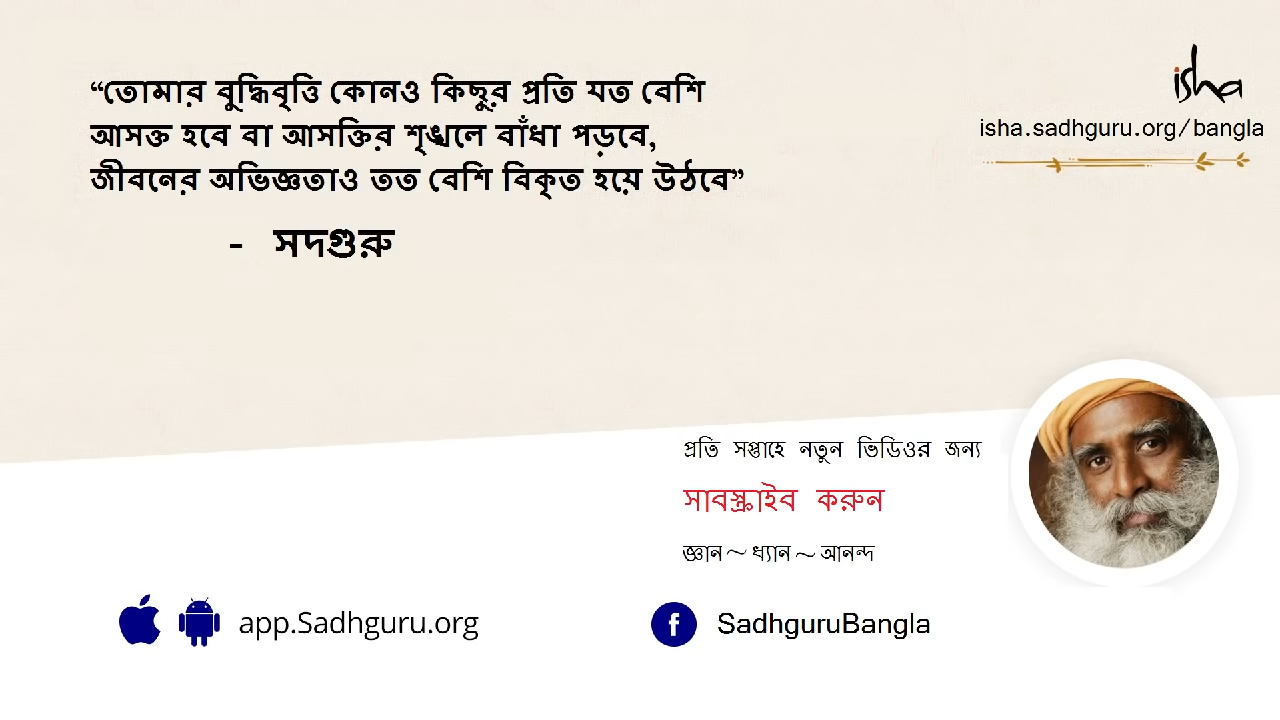 “তোমার বুদ্ধিবৃত্তি কোনও কিছুর প্রতি যত বেশি
আসক্ত হবে বা আসক্তির শৃঙ্খলে বাঁধা পড়বে,
জীবনের অভিজ্ঞতাও তত বেশি বিকৃত হয়ে উঠবে”
- সদগুরু
isha
isha.sadhguru.org/bangla
প্রতি সপ্তাহে নতুন ভিডিওর জন্য
সাবস্ক্রাইব করুন
জ্ঞান ~ ধ্যান ~ আনন্দ
app.Sadhguru.org
f SadhguruBangla